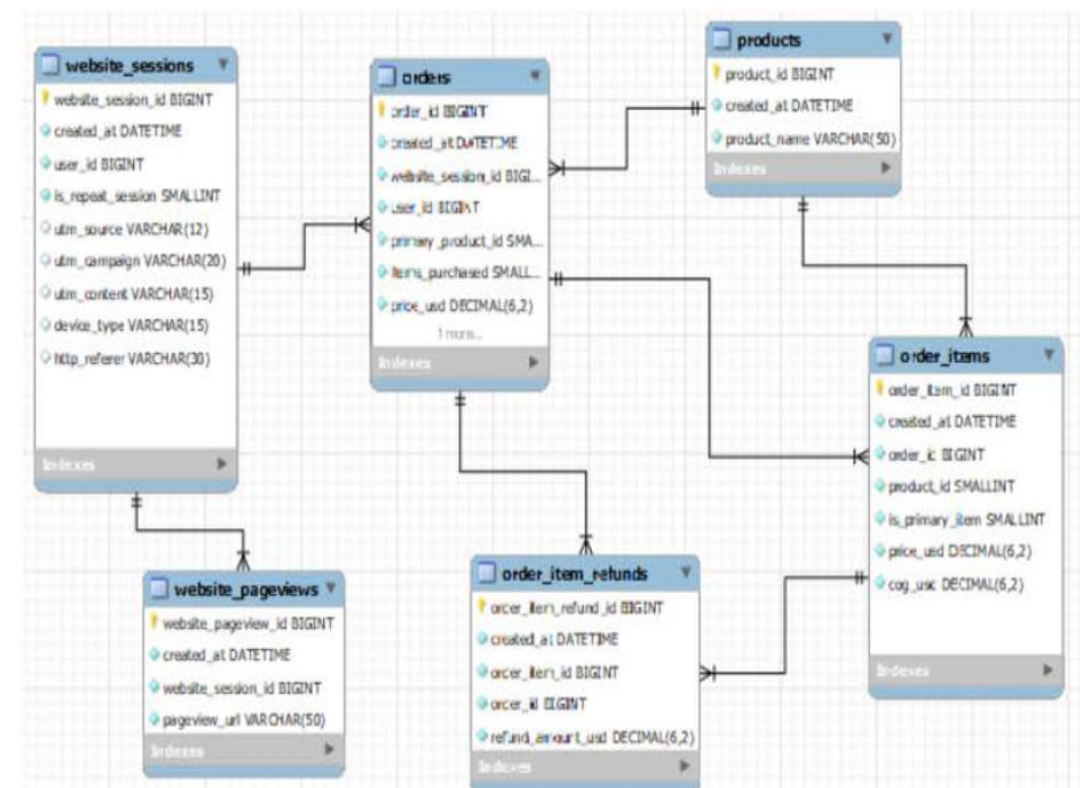 website_sessions
website_session_id BIGINT
created_at DATETIME
user_id BIGINT
is_repeat_session SMALLINT
utm_source VARCHAR(12)
utm_campaign VARCHAR(20)
utm_content VARCHAR(15)
device_type VARCHAR(15)
http_referer VARCHAR(30)
Indexes
orders
order_id BIGINT
created_at DATETIME
website_session_id BIGI...
user_id BIGINT
primary_product_id SMA...
items_purchased SMALL...
price_usd DECIMAL(6,2)
1 more...
Indexes
products
product_id BIGINT
created_at DATETIME
product_name VARCHAR(50)
Indexes
order_items
order_item_id BIGINT
created_at DATETIME
order_id BIGINT
product_id SMALLINT
is_primary_item SMALLINT
price_usd DECIMAL(6,2)
cog_usd DECIMAL(6,2)
Indexes
website_pageviews
website_pageview_id BIGINT
created_at DATETIME
website_session_id BIGINT
pageview_url VARCHAR(50)
Indexes
order_item_refunds
order_item_refund_id BIGINT
created_at DATETIME
order_item_id BIGINT
order_id BIGINT
refund_amount_usd DECIMAL(6,2)
Indexes